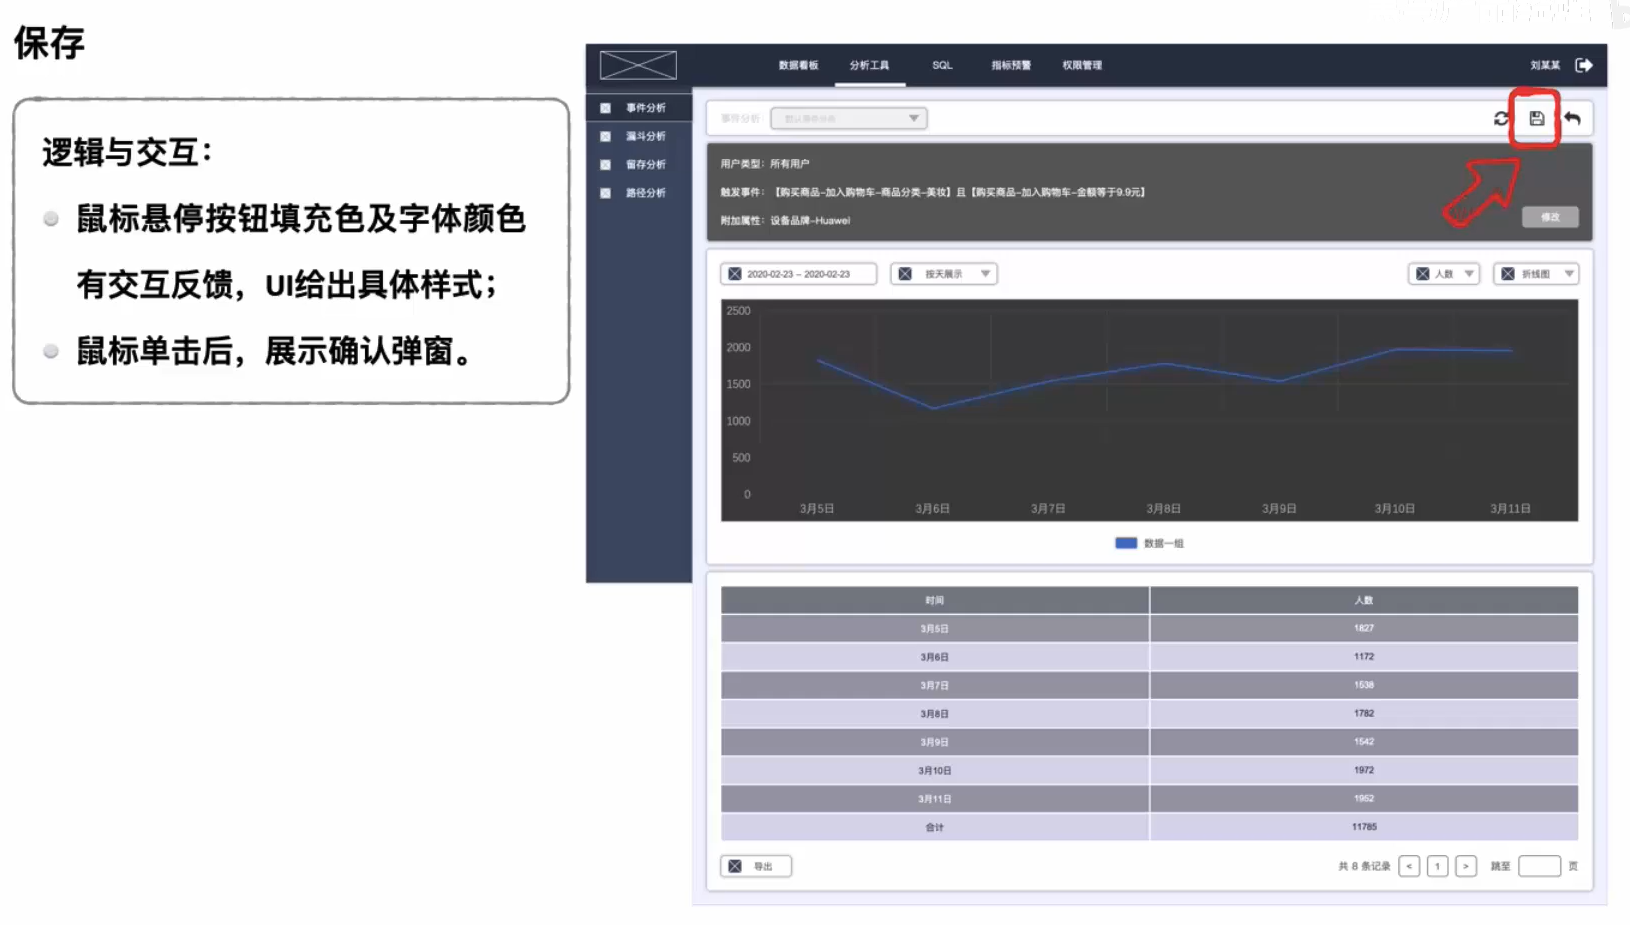 保存
逻辑与交互：
鼠标悬停按钮填充色及字体颜色
有交互反馈，UI给出具体样式；
鼠标单击后，展示确认弹窗。
数据看板 分析工具 SQL 指标预警 权限管理 刘某某
事件分析
漏斗分析
留存分析
路径分析
事件分析：
用户类型：所有用户
触发事件：【购买商品-加入购物车-商品分类-美妆】且【购买商品-加入购物车-金额等于9.9元】
附加属性：设备品牌-Huawei
修改
2020-02-23 - 2020-02-23 按天展示 人数 折线图
2500
2000
1500
1000
500
0
3月5日 3月6日 3月7日 3月8日 3月9日 3月10日 3月11日
数据一组
时间 人数
3月5日 1827
3月6日 1172
3月7日 1538
3月8日 1782
3月9日 1542
3月10日 1972
3月11日 1952
合计 11785
导出 共 8 条记录 < 1 > 跳至 页